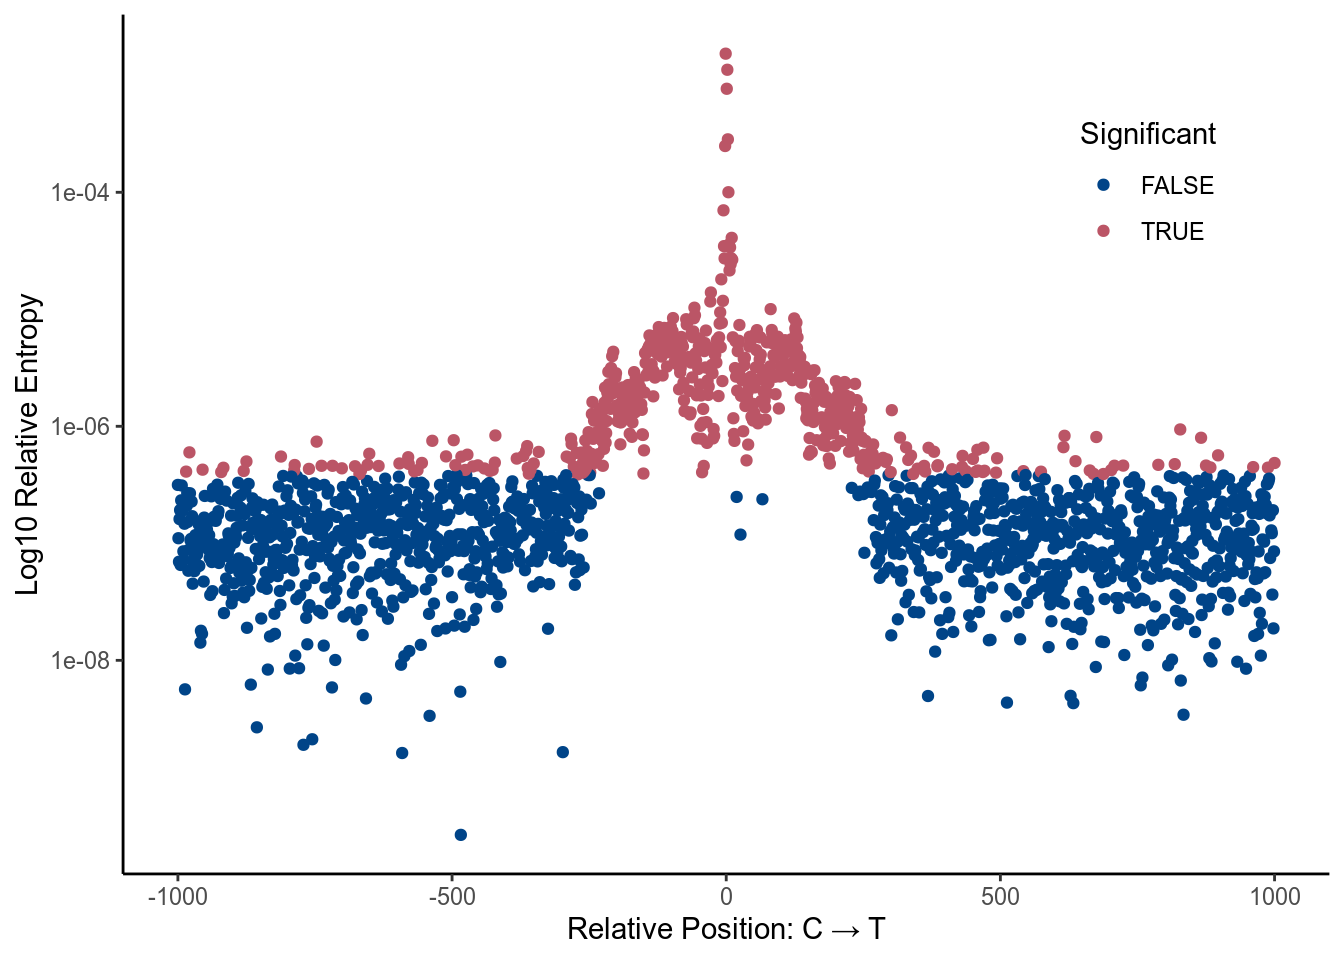 Log10 Relative Entropy
1e-04
1e-06
1e-08
Significant
FALSE
TRUE
-1000
-500
0
500
1000
Relative Position: C → T